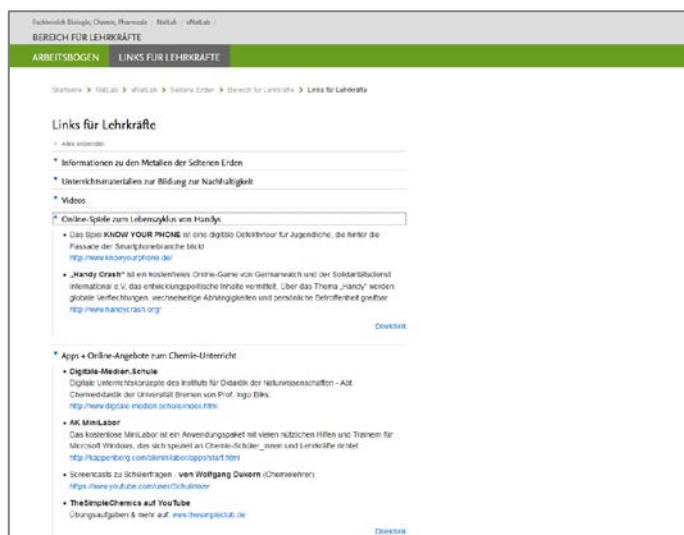 Fachbereich Biologie, Chemie, Pharmazie / NatLab / eNatLab /
BEREICH FÜR LEHRKRÄFTE
ARBEITSBÖGEN LINKS FÜR LEHRKRÄFTE
Startseite > NatLab > eNatLab > Seltene Erden > Bereich für Lehrkräfte > Links für Lehrkräfte
Links für Lehrkräfte
Alles
Informationen zu den Metallen der Seltenen Erden
Unterrichtsmaterialien zur Bildung zur Nachhaltigkeit
Videos
Online-Spiele zum Lebenszyklus von Handys
• Das Spiel KNOW YOUR PHONE ist eine digitale Detektivtour für Jugendliche, die hinter die
Fassade der Smartphonebranche blickt
http://www.knowyourphone.de/
• „Handy Crash" ist ein kostenfreies Online-Game von Germanwatch und der Solidaritätsdienst
International e.V. das entwicklungspolitische Inhalte vermittelt. Über das Thema „Handy" werden
globale Verflechtungen, wechselseitige Abhängigkeiten und persönliche Betroffenheit greifbar.
http://www.handycrash.org/
Direktlink
Apps + Online-Angebote zum Chemie-Unterricht
• Digitale-Medien.Schule
Digitale Unterrichtskonzepte des Instituts für Didaktik der Naturwissenschaften - Abt.
Chemiedidaktik der Universität Bremen von Prof. Ingo Eilks.
http://www.digitale-medien.schule/index.html
• AK MiniLabor
Das kostenlose MiniLabor ist ein Anwendungspaket mit vielen nützlichen Hilfen und Trainern für
Microsoft Windows, das sich speziell an Chemie-Schüler_innen und Lehrkräfte richtet
http://kappenberg.com/akminilabor/apps/start.html
• Screencasts zu Schülerfragen - von Wolfgang Dukorn (Chemielehrer)
• TheSimpleChemics auf YouTube
Übungsaufgaben & mehr auf: www.thesimpleclub.de
Direktlink